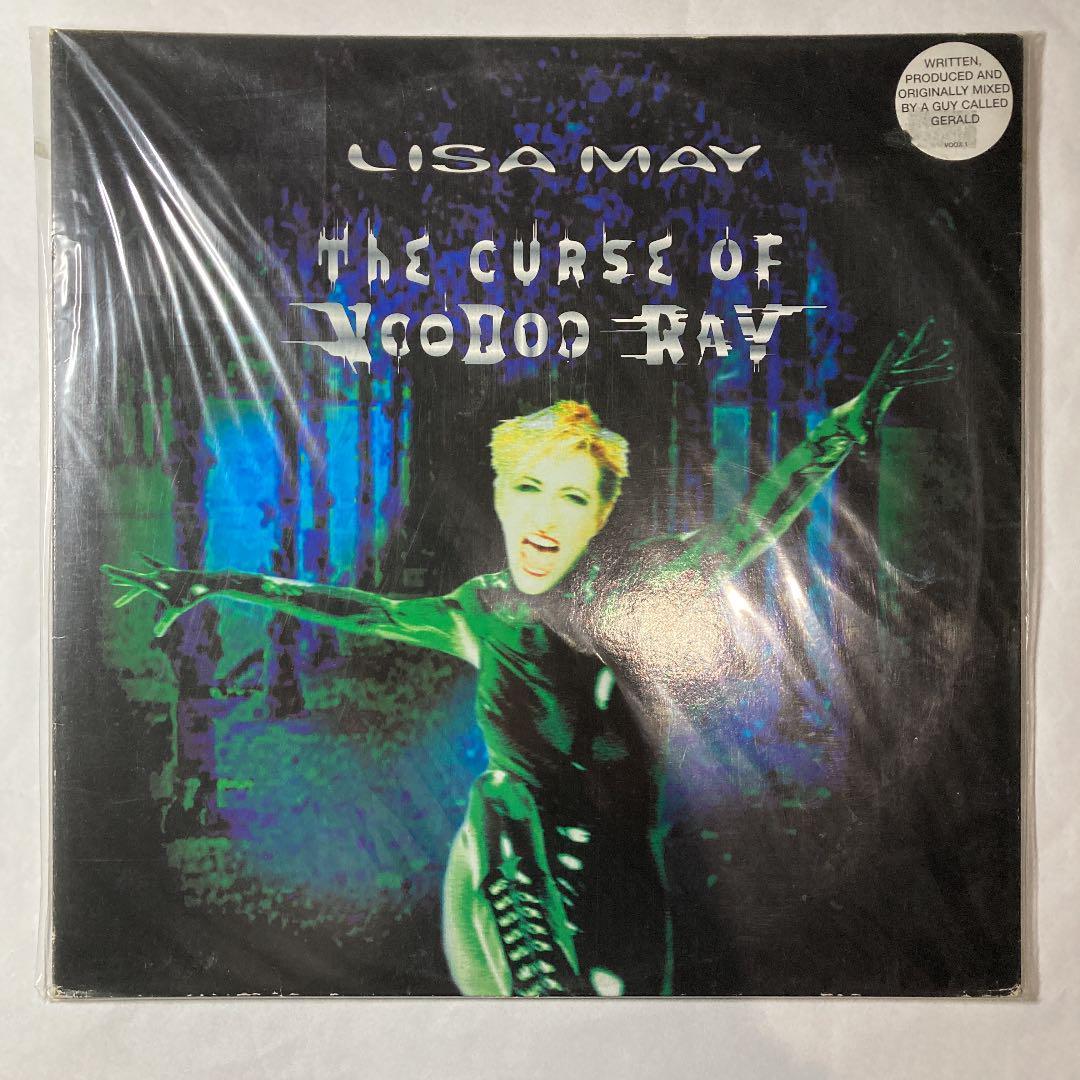 LISA MAY
THE CURSE OF
VOODOO RAY
WRITTEN,
PRODUCED AND
ORIGINALLY MIXED
BY A GUY CALLED
GERALD